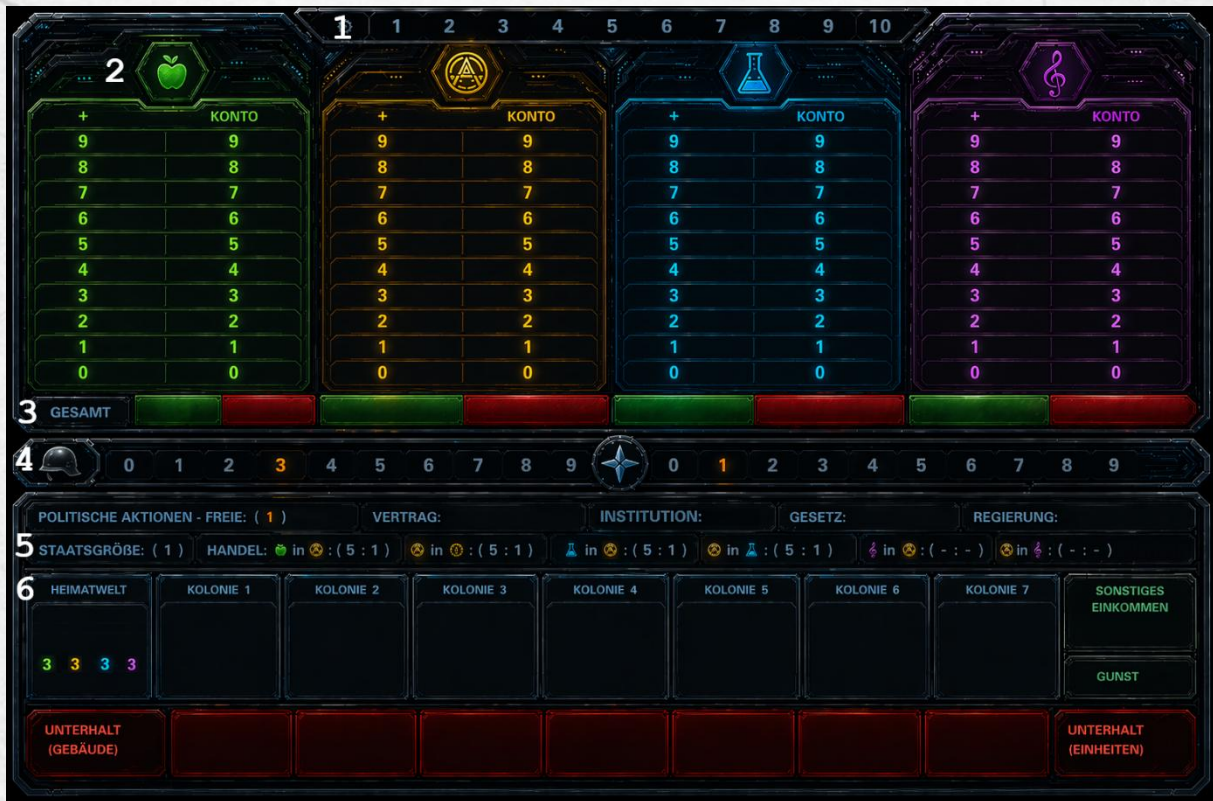 1 1 2 3 4 5 6 7 8 9 10
2
+ KONTO + KONTO + KONTO + KONTO
9 9 9 9 9 9 9 9
8 8 8 8 8 8 8 8
7 7 7 7 7 7 7 7
6 6 6 6 6 6 6 6
5 5 5 5 5 5 5 5
4 4 4 4 4 4 4 4
3 3 3 3 3 3 3 3
2 2 2 2 2 2 2 2
1 1 1 1 1 1 1 1
0 0 0 0 0 0 0 0
3 GESAMT
4 0 1 2 3 4 5 6 7 8 9 0 1 2 3 4 5 6 7 8 9
POLITISCHE AKTIONEN - FREIE: ( 1 ) VERTRAG: INSTITUTION: GESETZ: REGIERUNG:
5 STAATSGRÖßE: ( 1 ) HANDEL: in : ( 5 : 1 ) in : ( 5 : 1 ) in : ( 5 : 1 ) in : ( 5 : 1 ) in : ( - : - ) in : ( - : - )
6 HEIMATWELT KOLONIE 1 KOLONIE 2 KOLONIE 3 KOLONIE 4 KOLONIE 5 KOLONIE 6 KOLONIE 7 SONSTIGES
EINKOMMEN
3 3 3 3
GUNST
UNTERHALT
(GEBÄUDE)
UNTERHALT
(EINHEITEN)